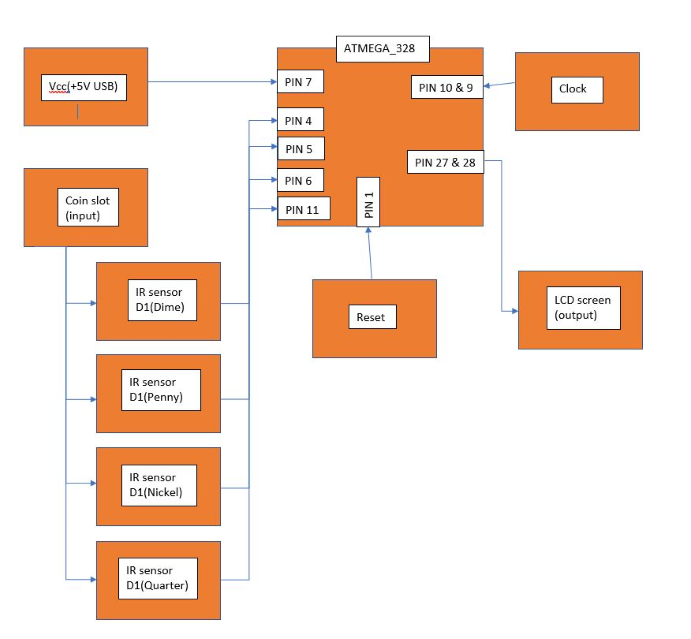 ATMEGA_328
Vcc(+5V USB)
PIN 7
PIN 10 & 9
Clock
PIN 4
PIN 5
PIN 27 & 28
PIN 6
PIN 11
PIN 1
Coin slot
(input)
IR sensor
D1(Dime)
Reset
LCD screen
(output)
IR sensor
D1(Penny)
IR sensor
D1(Nickel)
IR sensor
D1(Quarter)